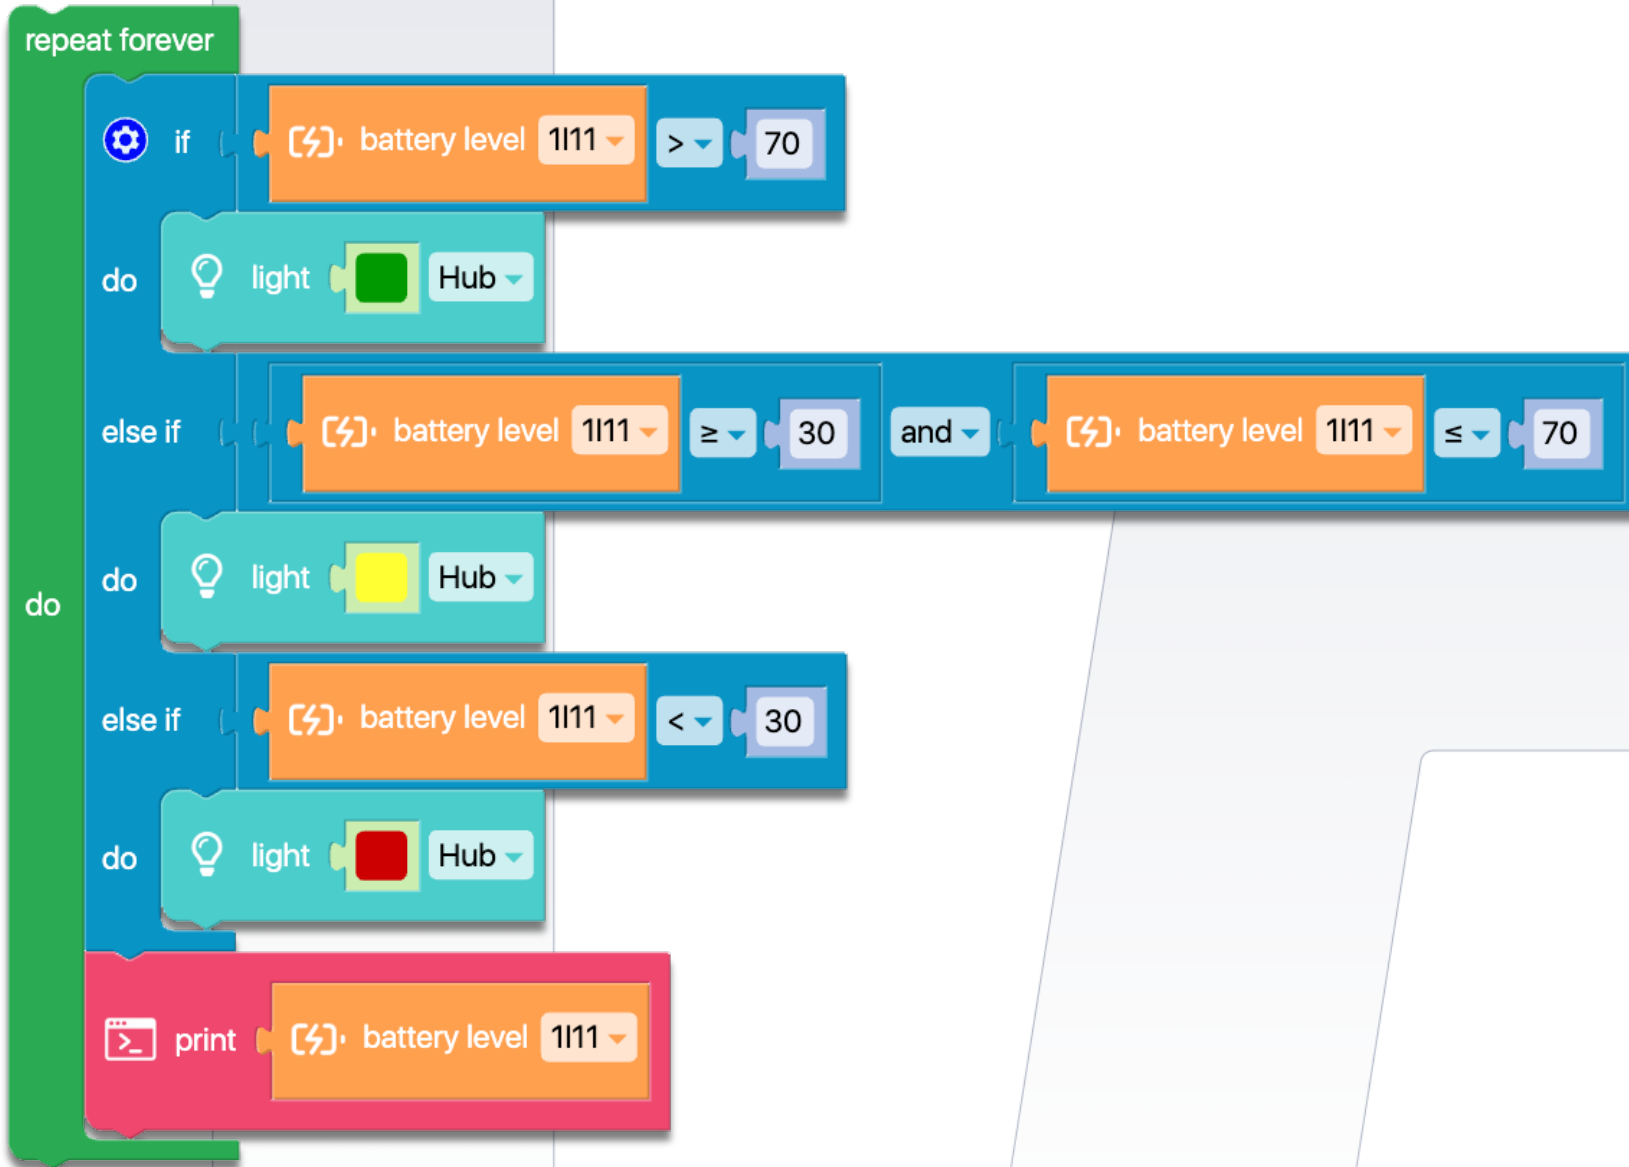 repeat forever
if battery level 1I11 > 70
do light Hub
else if battery level 1I11 ≥ 30 and battery level 1I11 ≤ 70
do light Hub
do
else if battery level 1I11 < 30
do light Hub
print battery level 1I11